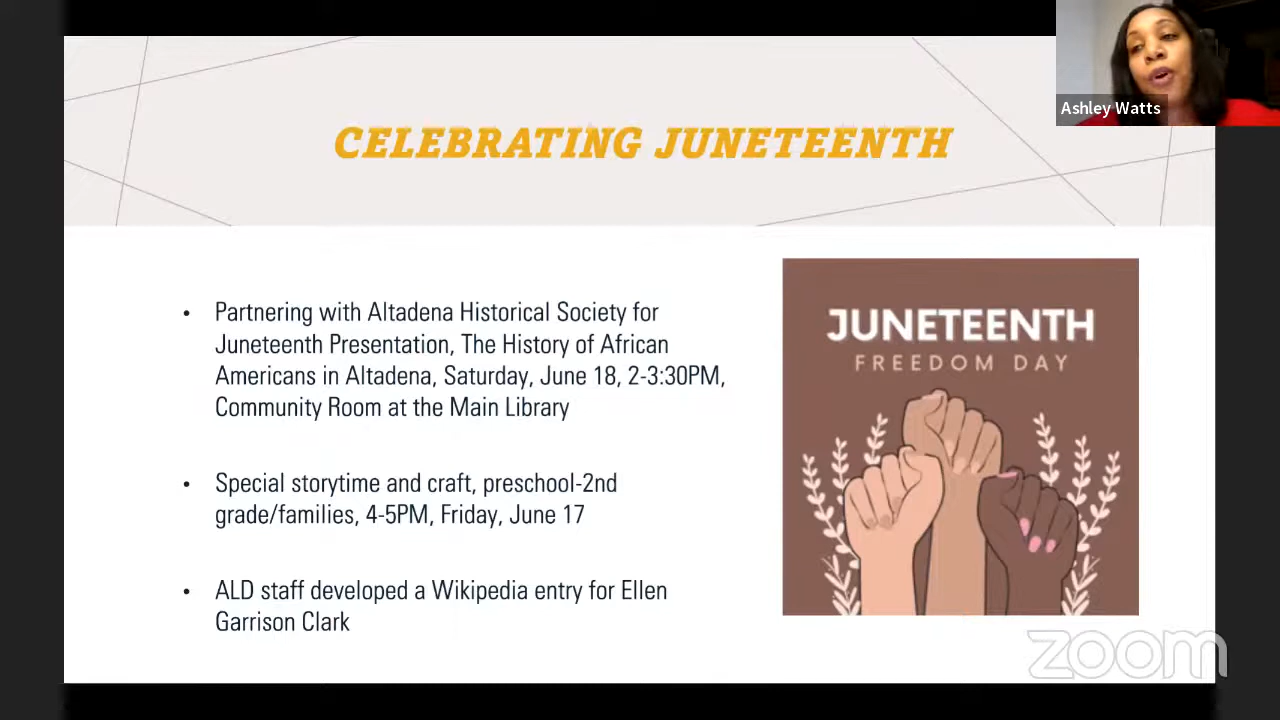 Ashley Watts
CELEBRATING JUNETEENTH
• Partnering with Altadena Historical Society for
Juneteenth Presentation, The History of African
Americans in Altadena, Saturday, June 18, 2-3:30PM,
Community Room at the Main Library
• Special storytime and craft, preschool-2nd
grade/families, 4-5PM, Friday, June 17
• ALD staff developed a Wikipedia entry for Ellen
Garrison Clark
JUNETEENTH
FREEDOM DAY
zoom